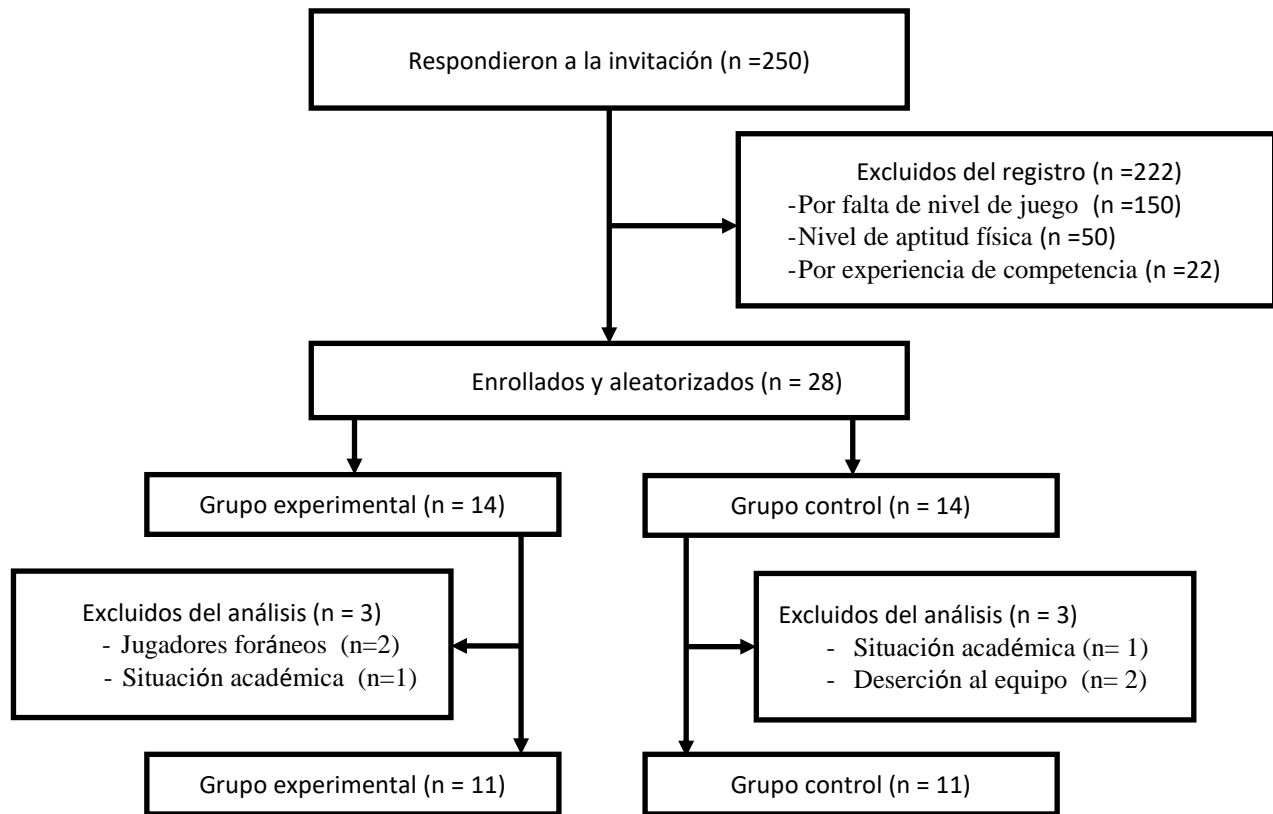 Respondieron a la invitación (n =250)
Excluidos del registro (n =222)
-Por falta de nivel de juego (n =150)
-Nivel de aptitud física (n =50)
-Por experiencia de competencia (n =22)
Enrollados y aleatorizados (n = 28)
Grupo experimental (n = 14)
Grupo control (n = 14)
Excluidos del análisis (n = 3)
- Jugadores foráneos (n=2)
- Situación académica (n=1)
Excluidos del análisis (n = 3)
- Situación académica (n= 1)
- Deserción al equipo (n= 2)
Grupo experimental (n = 11)
Grupo control (n = 11)